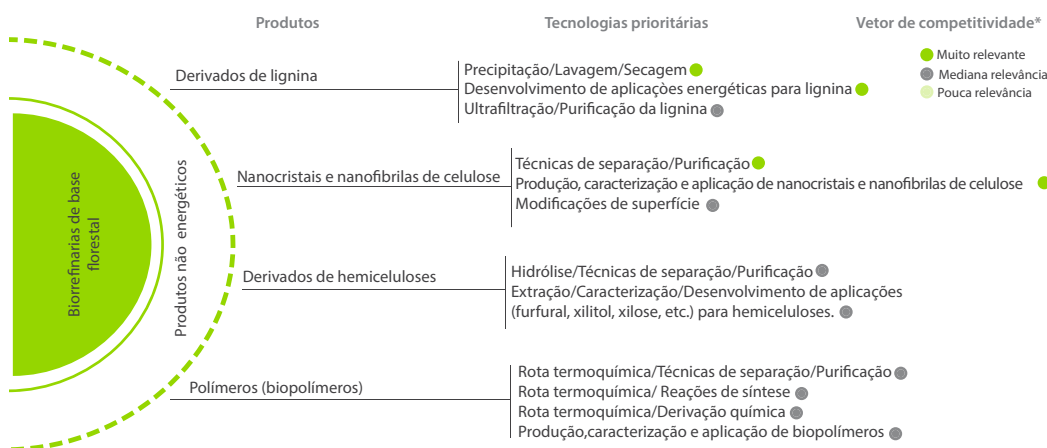 Produtos
Tecnologias prioritárias
Vetor de competitividade*
Muito relevante
Mediana relevância
Pouca relevância
Biorrefinarias de base
florestal
Produtos não energéticos
Derivados de lignina
Precipitação/Lavagem/Secagem
Desenvolvimento de aplicaçòes energéticas para lignina
Ultrafiltração/Purificação da lignina
Nanocristais e nanofibrilas de celulose
Técnicas de separação/Purificação
Produção, caracterização e aplicação de nanocristais e nanofibrilas de celulose
Modificações de superfície
Derivados de hemiceluloses
Hidrólise/Técnicas de separação/Purificação
Extração/Caracterização/Desenvolvimento de aplicações
(furfural, xilitol, xilose, etc.) para hemiceluloses.
Polímeros (biopolímeros)
Rota termoquímica/Técnicas de separação/Purificação
Rota termoquímica/ Reações de síntese
Rota termoquímica/Derivação química
Produção,caracterização e aplicação de biopolímeros